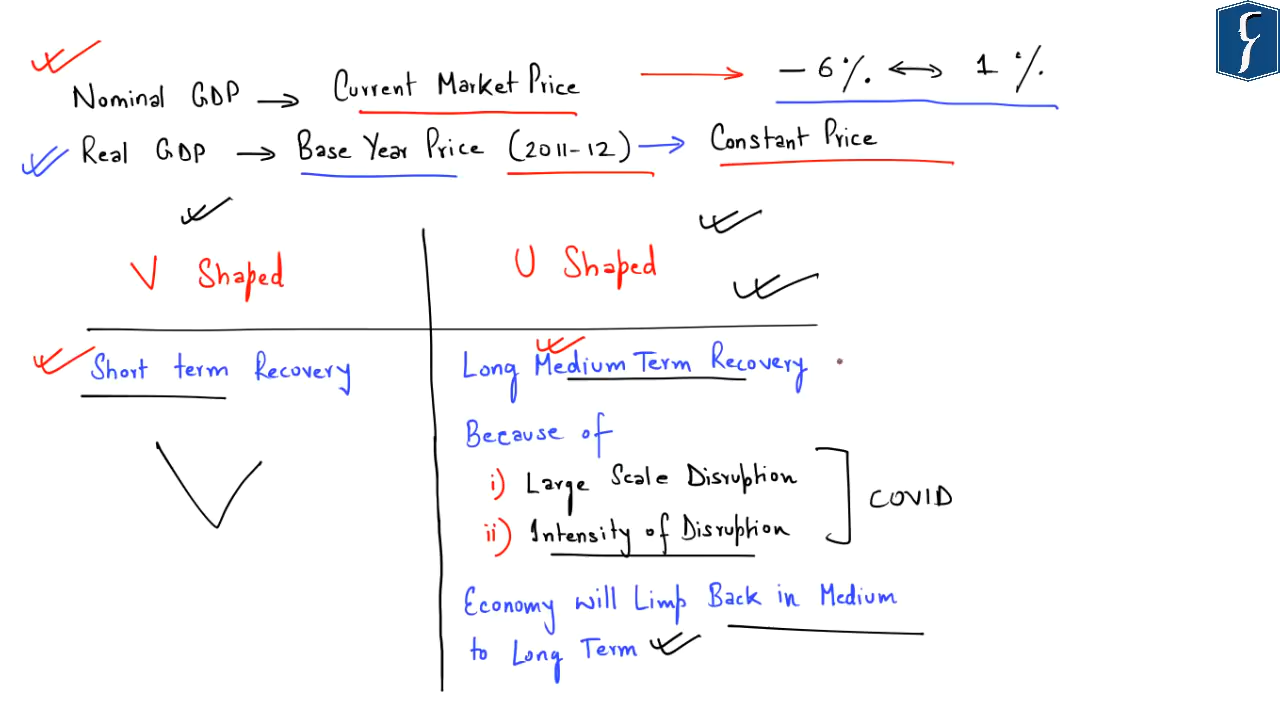 Nominal GDP → Current Market Price → – 6% ↔ 1%
Real GDP → Base Year Price (2011-12) → Constant Price
V Shaped
U Shaped
Short term Recovery
Long Medium Term Recovery
Because of
i) Large Scale Disruption
ii) Intensity of Disruption
COVID
Economy will Limp Back in Medium
to Long Term